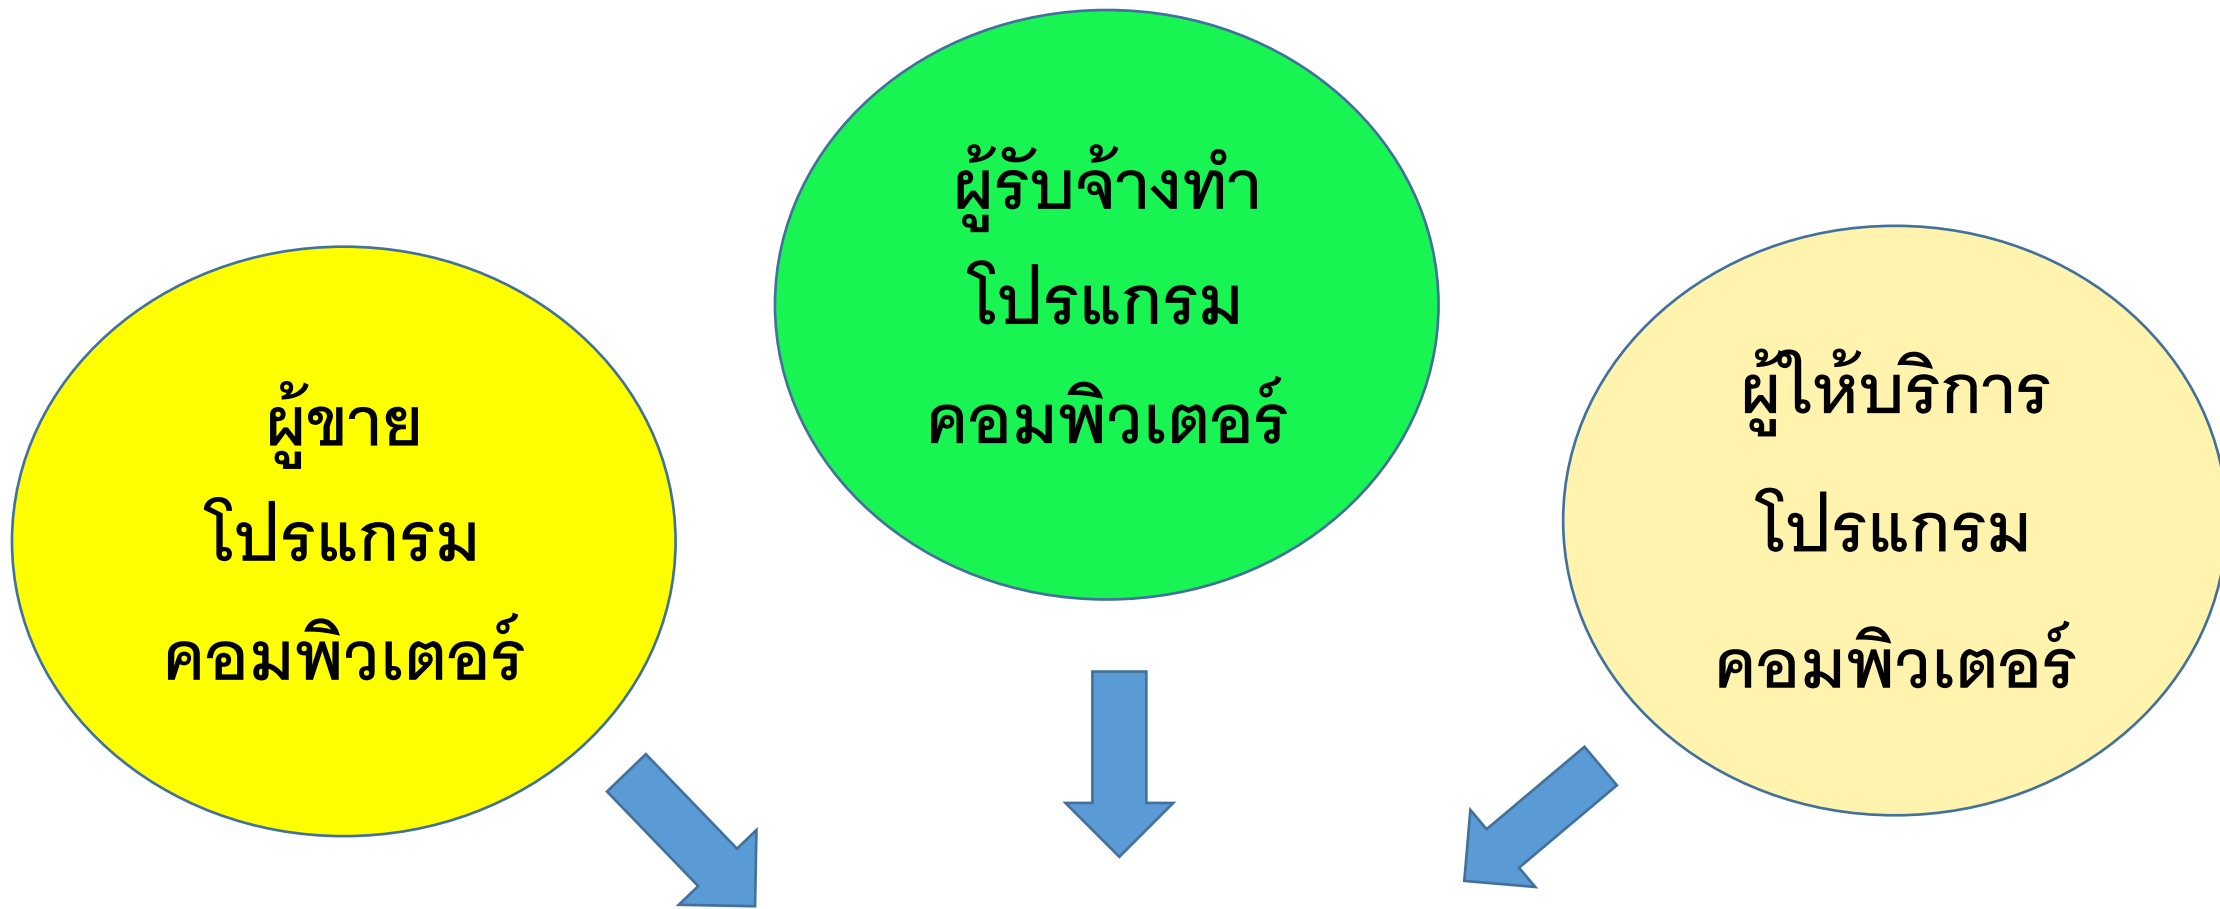 ผู้ขาย
โปรแกรม
คอมพิวเตอร์
ผู้รับจ้างทำ
โปรแกรม
คอมพิวเตอร์
ผู้ให้บริการ
โปรแกรม
คอมพิวเตอร์